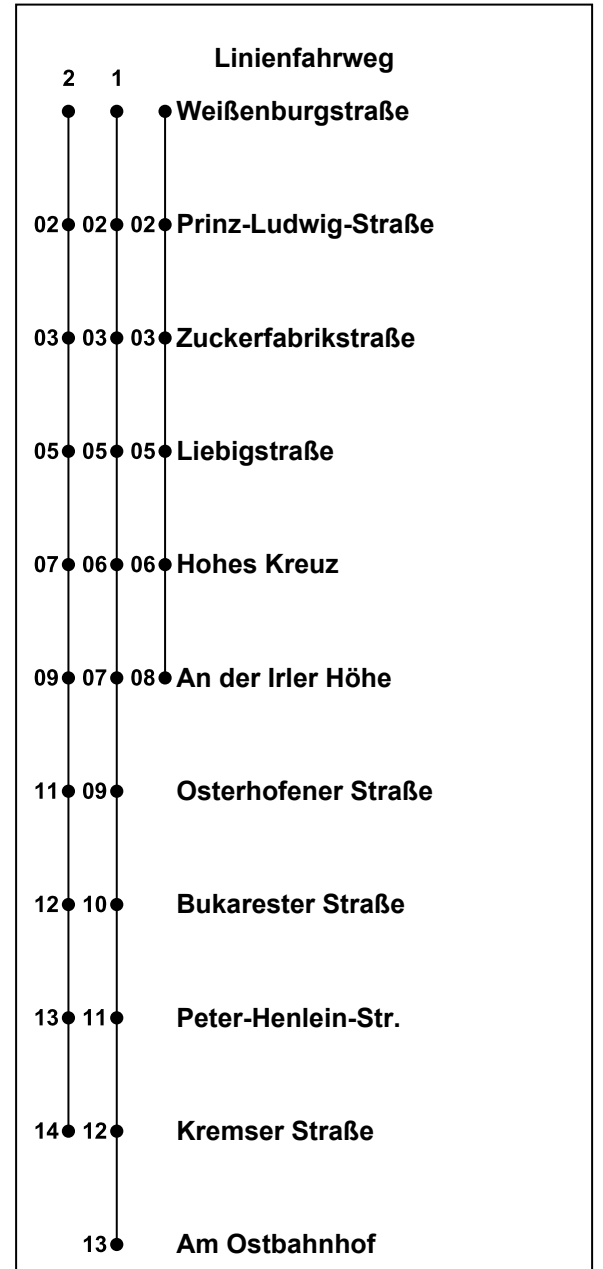 Linienfahrweg
2 1
Weißenburgstraße
02 02 02 Prinz-Ludwig-Straße
03 03 03 Zuckerfabrikstraße
05 05 05 Liebigstraße
07 06 06 Hohes Kreuz
09 07 08 An der Irler Höhe
11 09 Osterhofener Straße
12 10 Bukarester Straße
13 11 Peter-Henlein-Str.
14 12 Kremser Straße
13 Am Ostbahnhof